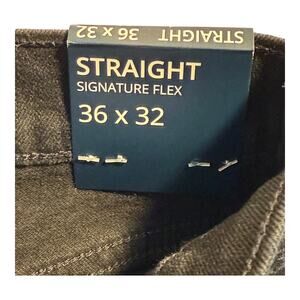 STRAIGHT
36 x 32
STRAIGHT
SIGNATURE FLEX
36 x 32